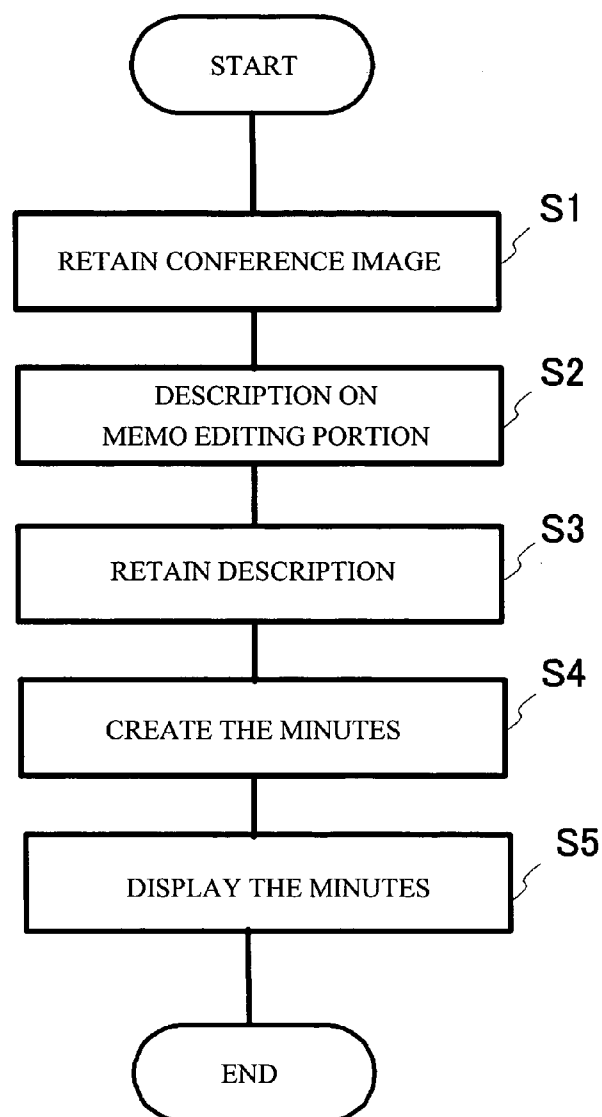 START
S1
RETAIN CONFERENCE IMAGE
S2
DESCRIPTION ON
MEMO EDITING PORTION
S3
RETAIN DESCRIPTION
S4
CREATE THE MINUTES
S5
DISPLAY THE MINUTES
END